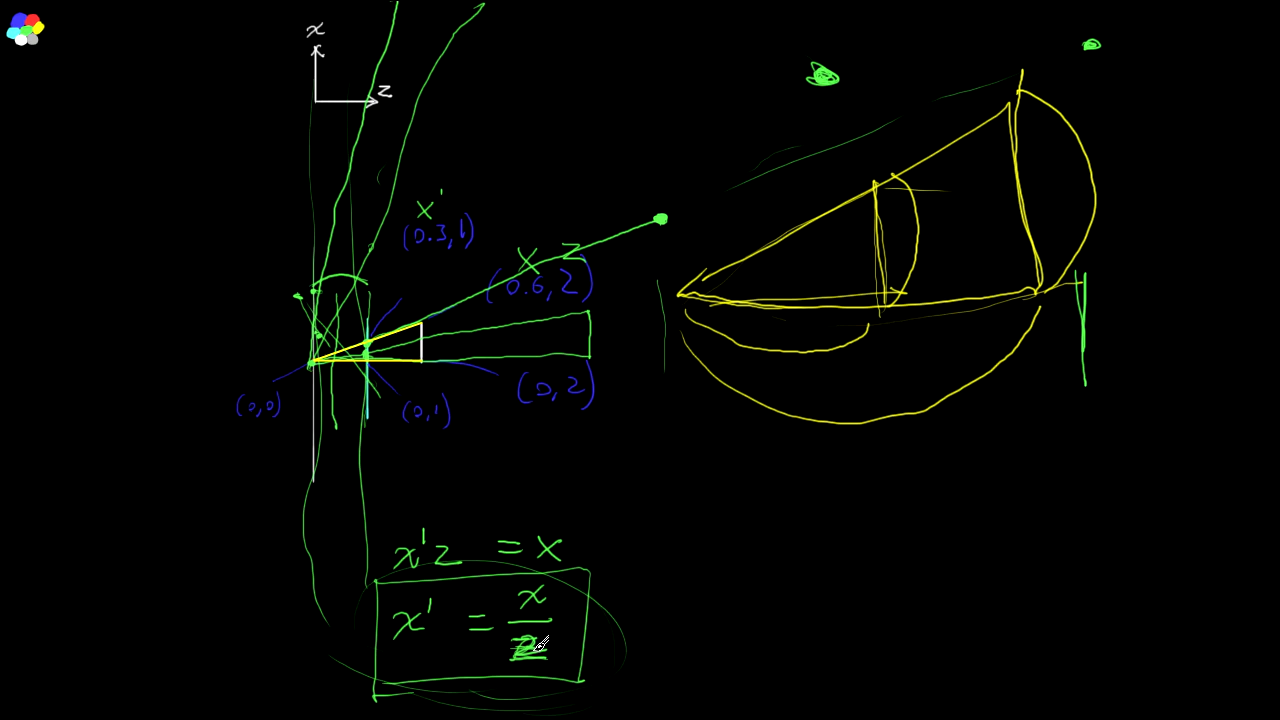 x
z
x'
(0.3,1)
x z
(0.6,2)
(0,2)
(0,0)
(0,1)
x'z = x
x' = x
z